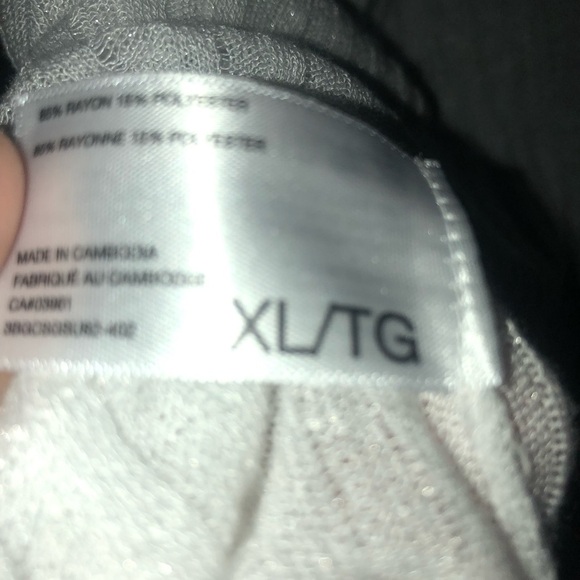 85% RAYON 15% POLYESTER
85% RAYONNE 15% POLYESTER
MADE IN CAMBODIA
FABRIQUÉ AU CAMBODGE
XL/TG